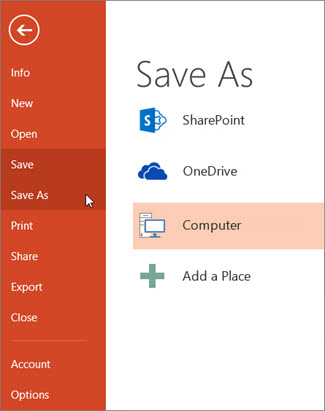 Info
New
Open
Save
Save As
Print
Share
Export
Close
Account
Options
Save As
SharePoint
OneDrive
Computer
Add a Place